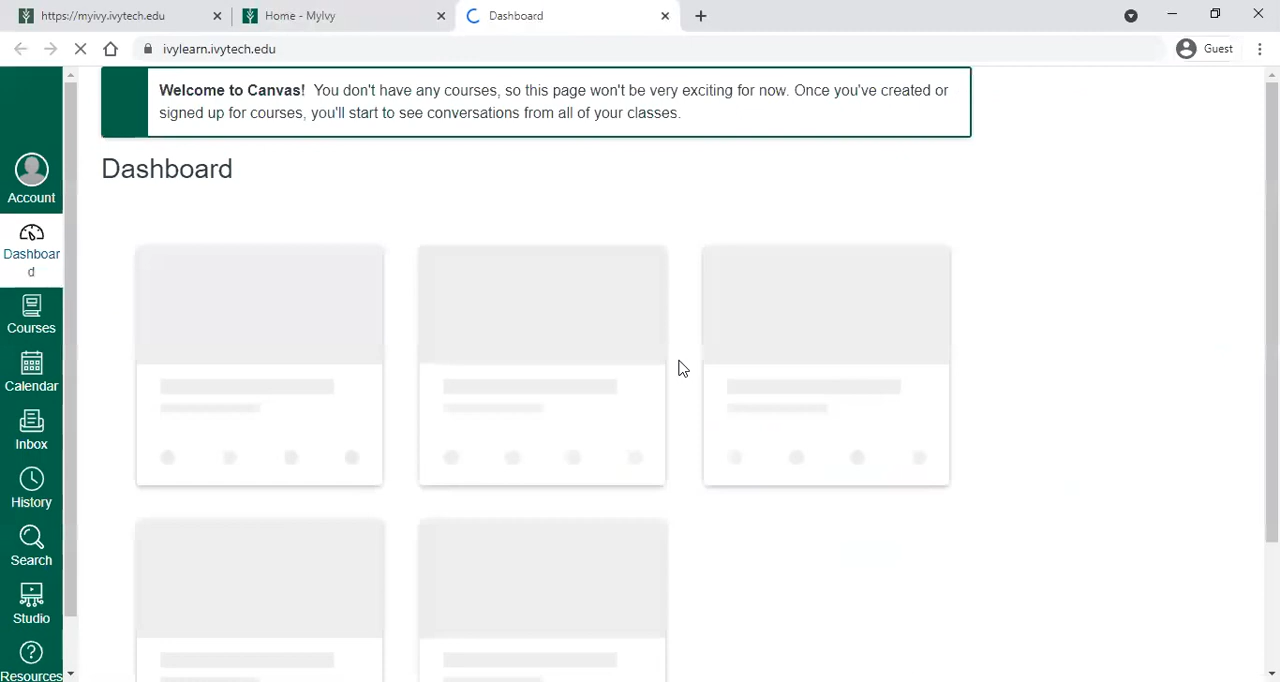 https://myivy.ivytech.edu
Home - MyIvy
Dashboard
ivylearn.ivytech.edu
Guest
Welcome to Canvas! You don't have any courses, so this page won't be very exciting for now. Once you've created or
signed up for courses, you'll start to see conversations from all of your classes.
Dashboard
Account
Dashboar
d
Courses
Calendar
Inbox
History
Search
Studio
Resources